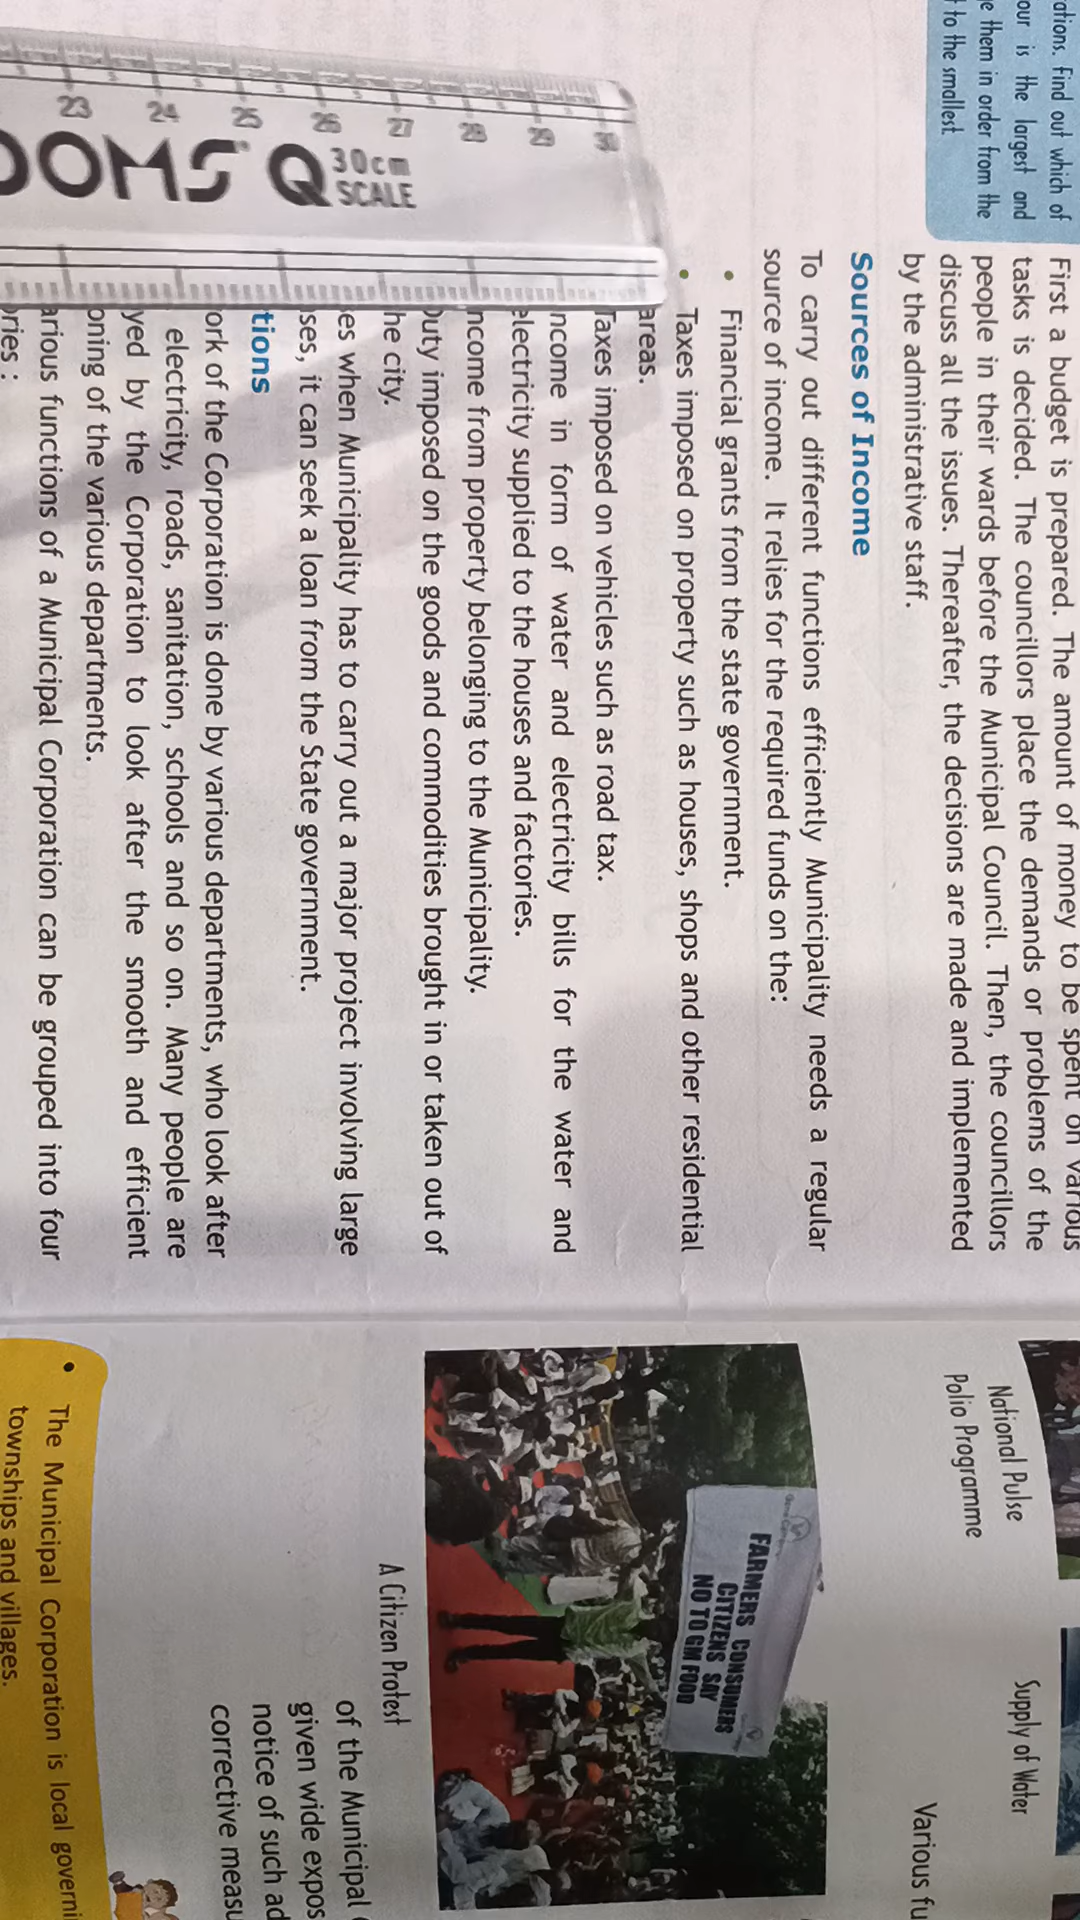 ations. Find out which of
our is the largest and
e them in order from the
to the smallest.
First a budget is prepared. The amount of money to be spent on various
tasks is decided. The councillors place the demands or problems of the
people in their wards before the Municipal Council. Then, the councillors
discuss all the issues. Thereafter, the decisions are made and implemented
by the administrative staff.
Sources of Income
To carry out different functions efficiently Municipality needs a regular
source of income. It relies for the required funds on the:
• Financial grants from the state government.
• Taxes imposed on property such as houses, shops and other residential
areas.
Taxes imposed on vehicles such as road tax.
ncome in form of water and electricity bills for the water and
electricity supplied to the houses and factories.
ncome from property belonging to the Municipality.
Duty imposed on the goods and commodities brought in or taken out of
he city.
es when Municipality has to carry out a major project involving large
ses, it can seek a loan from the State government.
tions
ork of the Corporation is done by various departments, who look after
electricity, roads, sanitation, schools and so on. Many people are
yed by the Corporation to look after the smooth and efficient
oning of the various departments.
arious functions of a Municipal Corporation can be grouped into four
ories :
23 24 25 26 27 28 29 30
DOMS Q 30cm
SCALE
National Pulse
Polio Programme
Supply of Water
Various fu
FARMERS CONSUMERS
CITIZENS SAY
NO TO GM FOOD
A Citizen Protest
of the Municipal
given wide expos
notice of such ad
corrective measu
• The Municipal Corporation is local governi
townships and villages.